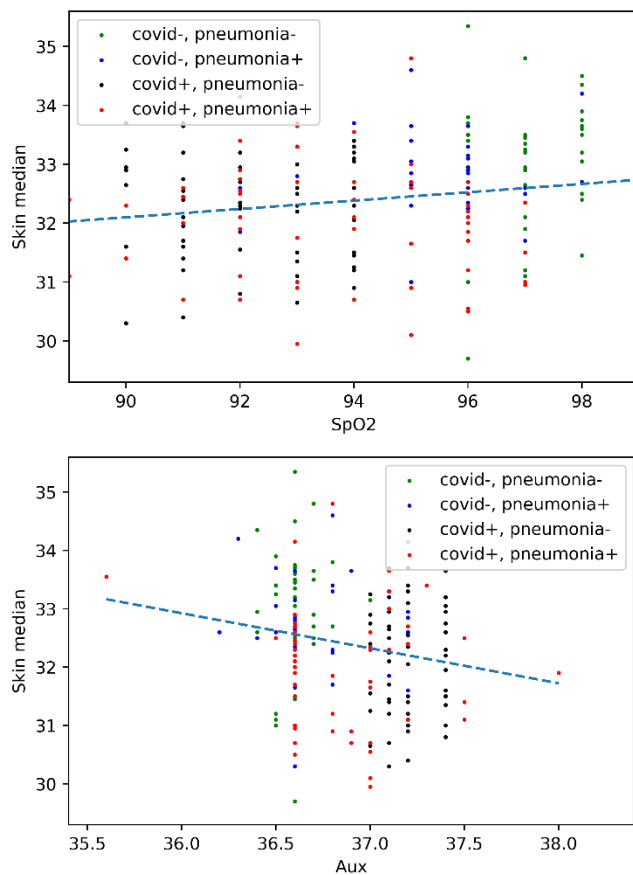 covid-, pneumonia-
covid-, pneumonia+
covid+, pneumonia-
covid+, pneumonia+
35
34
33
32
31
30
Skin median
90
92
94
96
98
SpO2
covid-, pneumonia-
covid-, pneumonia+
covid+, pneumonia-
covid+, pneumonia+
35
34
33
32
31
30
Skin median
35.5
36.0
36.5
37.0
37.5
38.0
Aux